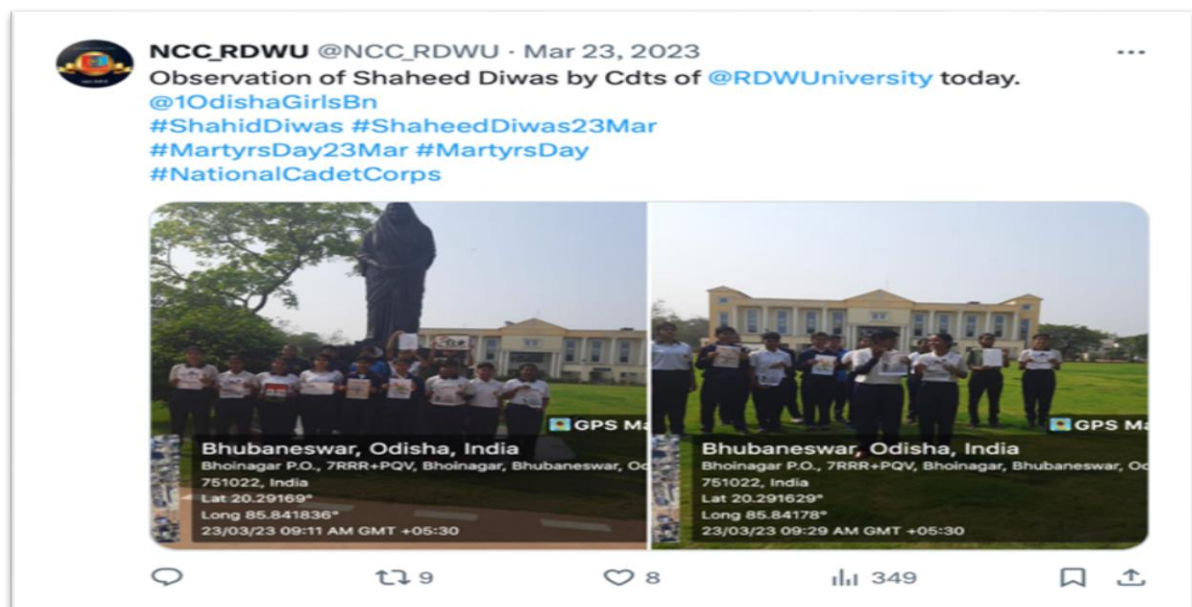 NCC_RDWU @NCC_RDWU · Mar 23, 2023
Observation of Shaheed Diwas by Cdts of @RDWUniversity today.
@1OdishaGirlsBn
#ShahidDiwas #ShaheedDiwas23Mar
#MartyrsDay23Mar #MartyrsDay
#NationalCadetCorps
GPS Ma
Bhubaneswar, Odisha, India
Bhoinagar P.O., 7RRR+PQV, Bhoinagar, Bhubaneswar, Od
751022, India
Lat 20.29169°
Long 85.841836°
23/03/23 09:11 AM GMT +05:30
GPS Ma
Bhubaneswar, Odisha, India
Bhoinagar P.O., 7RRR+PQV, Bhoinagar, Bhubaneswar, Od
751022, India
Lat 20.291629°
Long 85.84178°
23/03/23 09:29 AM GMT +05:30
9
8
349